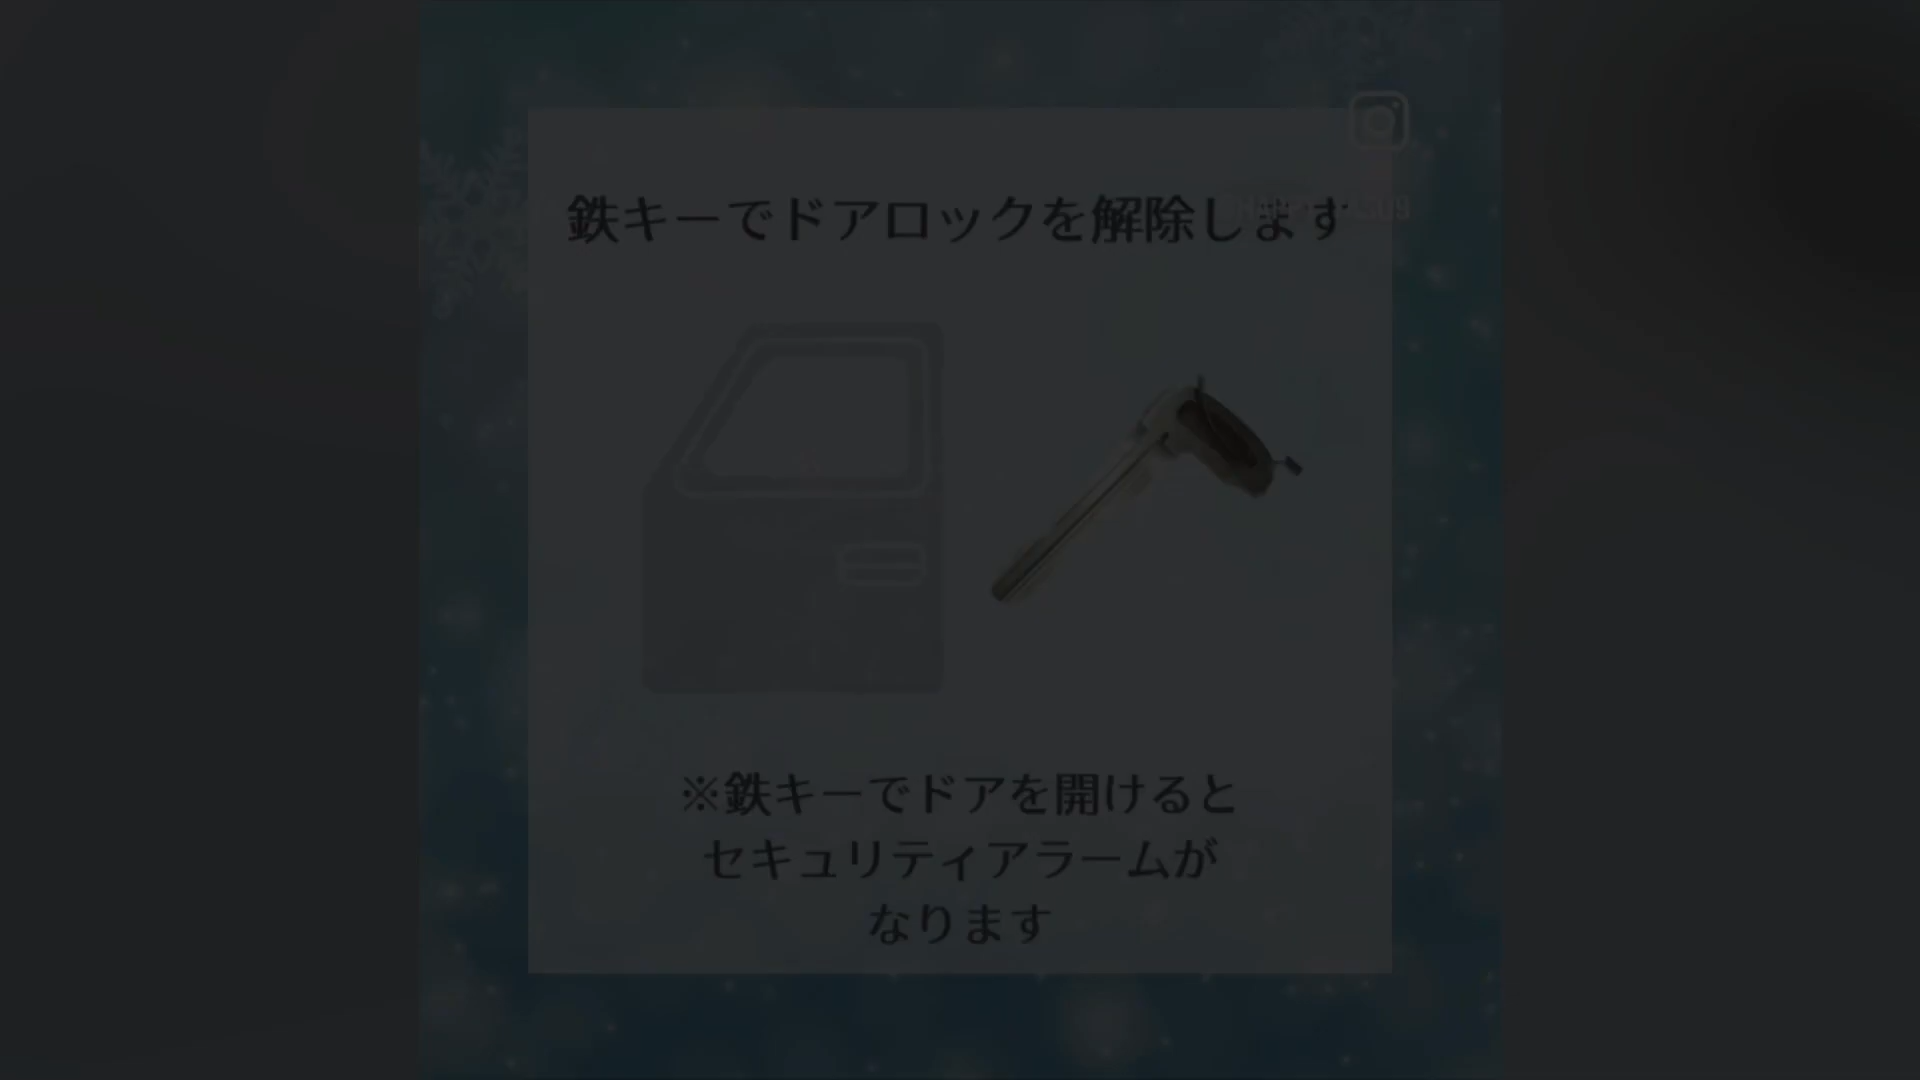 鉄キーでドアロックを解除します
※鉄キーでドアを開けると
セキュリティアラームが
なります